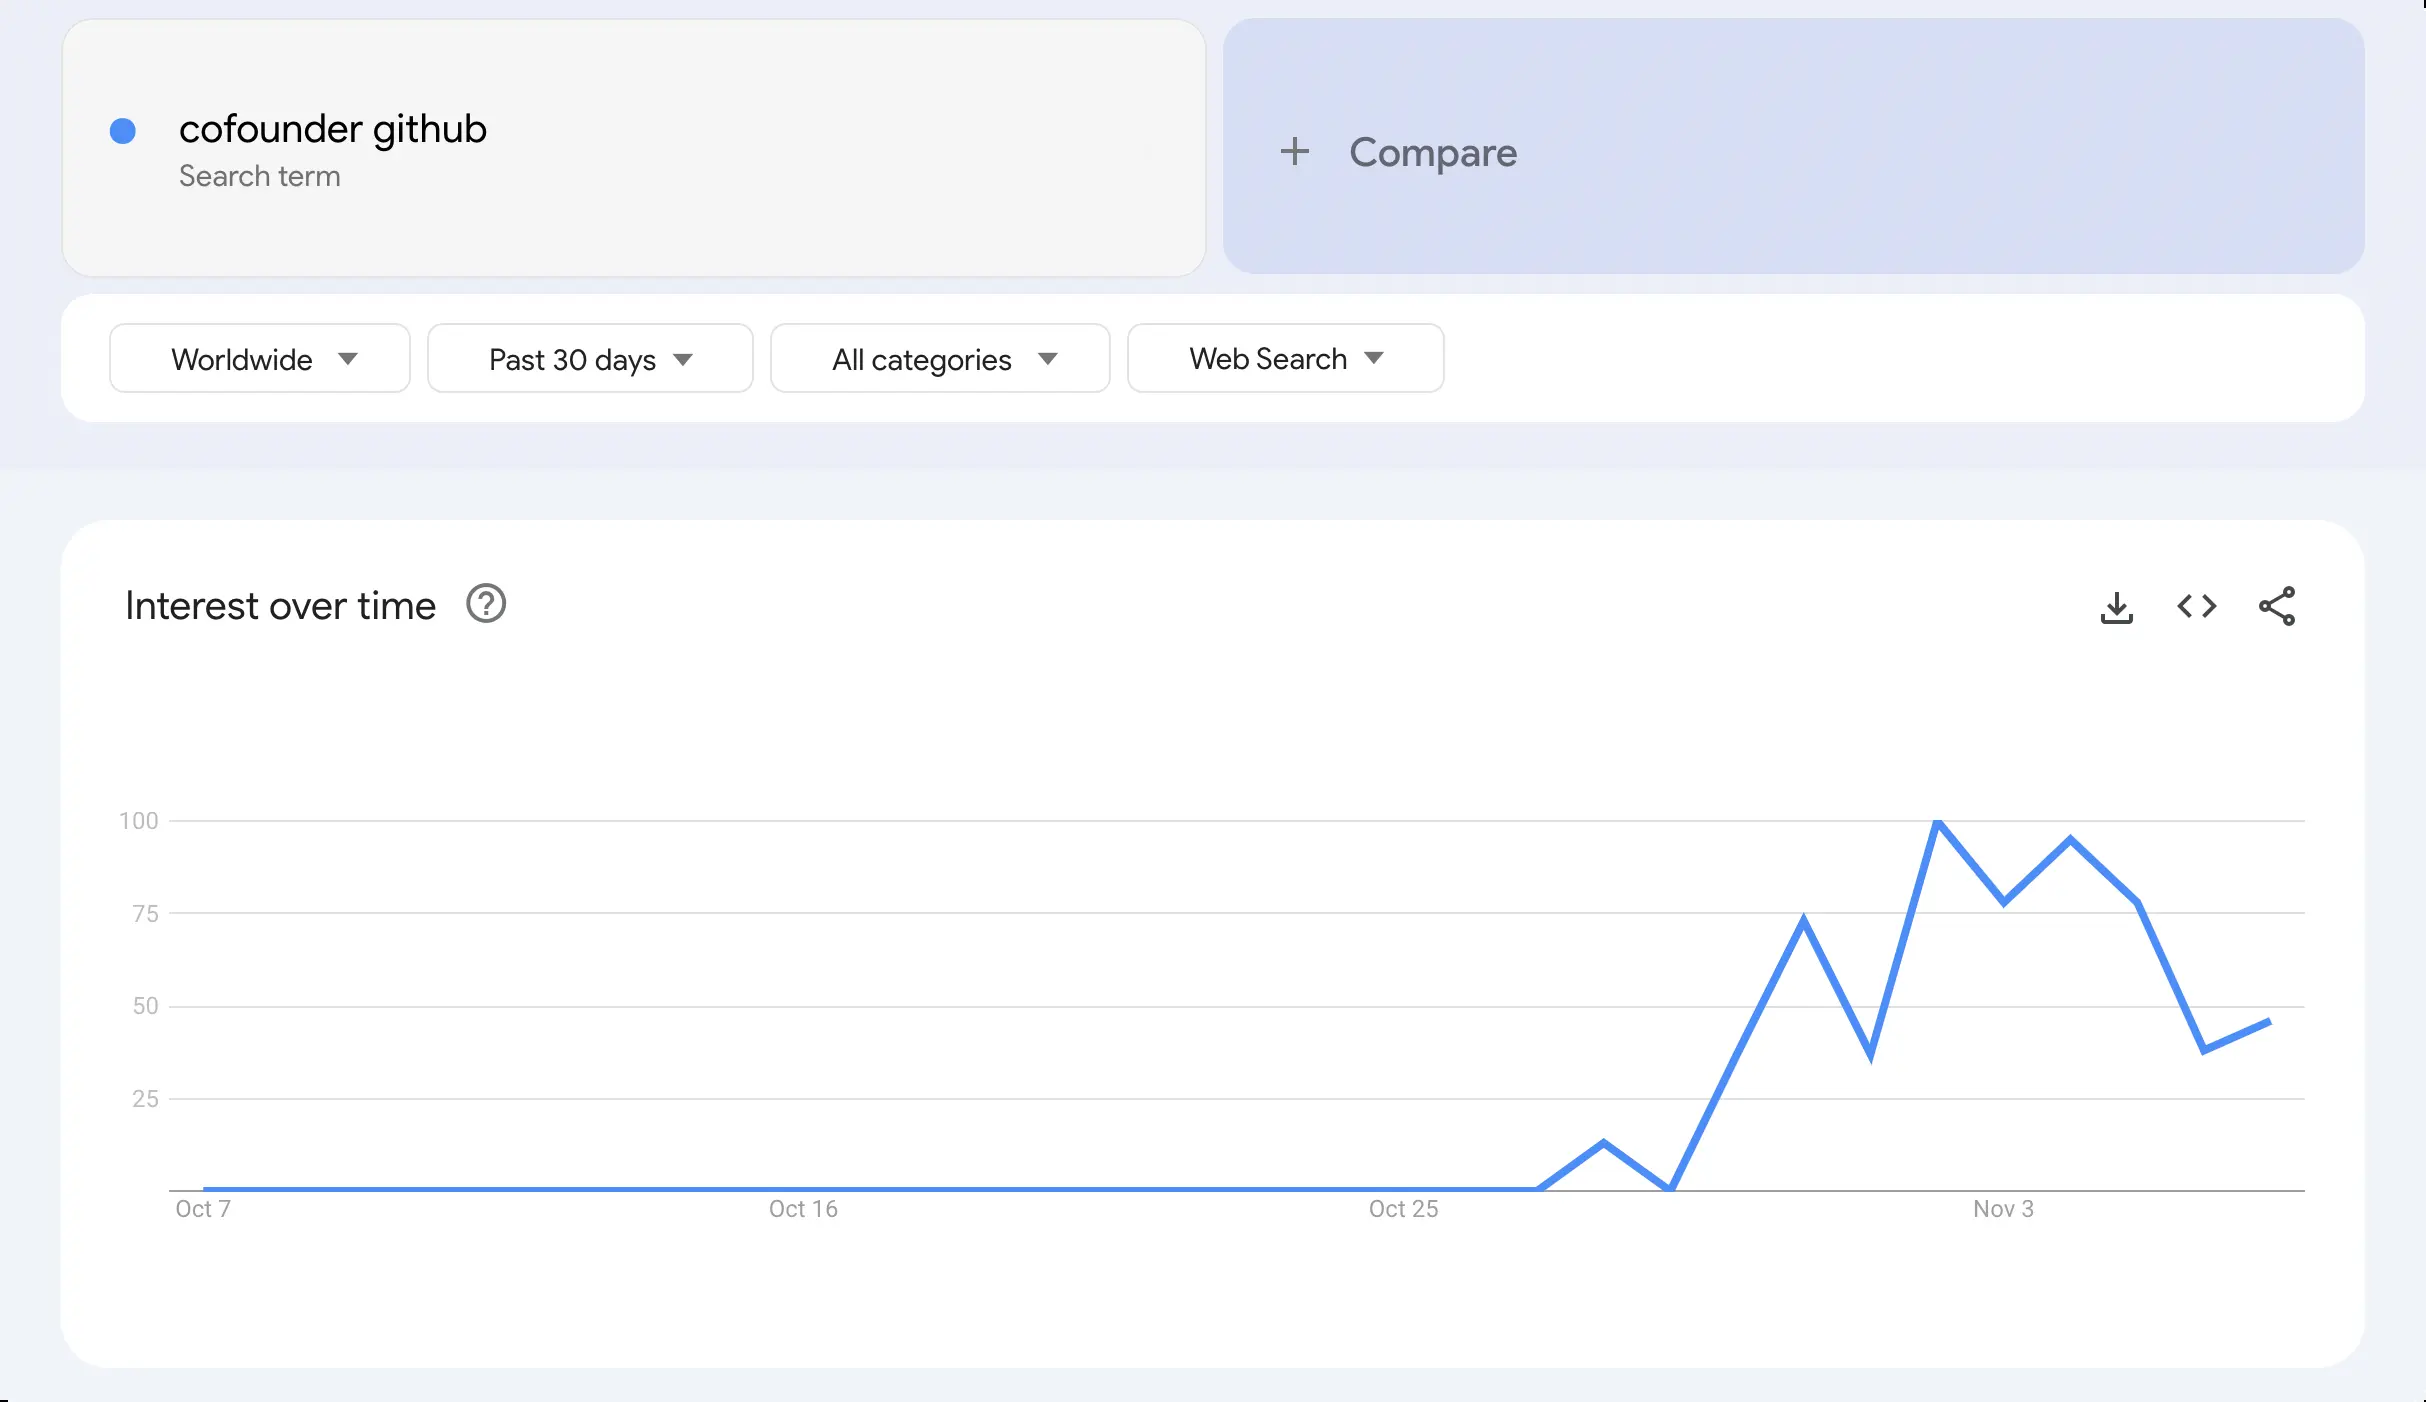 cofounder github
Search term
+ Compare
Worldwide
Past 30 days
All categories
Web Search
Interest over time ?
100
75
50
25
Oct 7
Oct 16
Oct 25
Nov 3